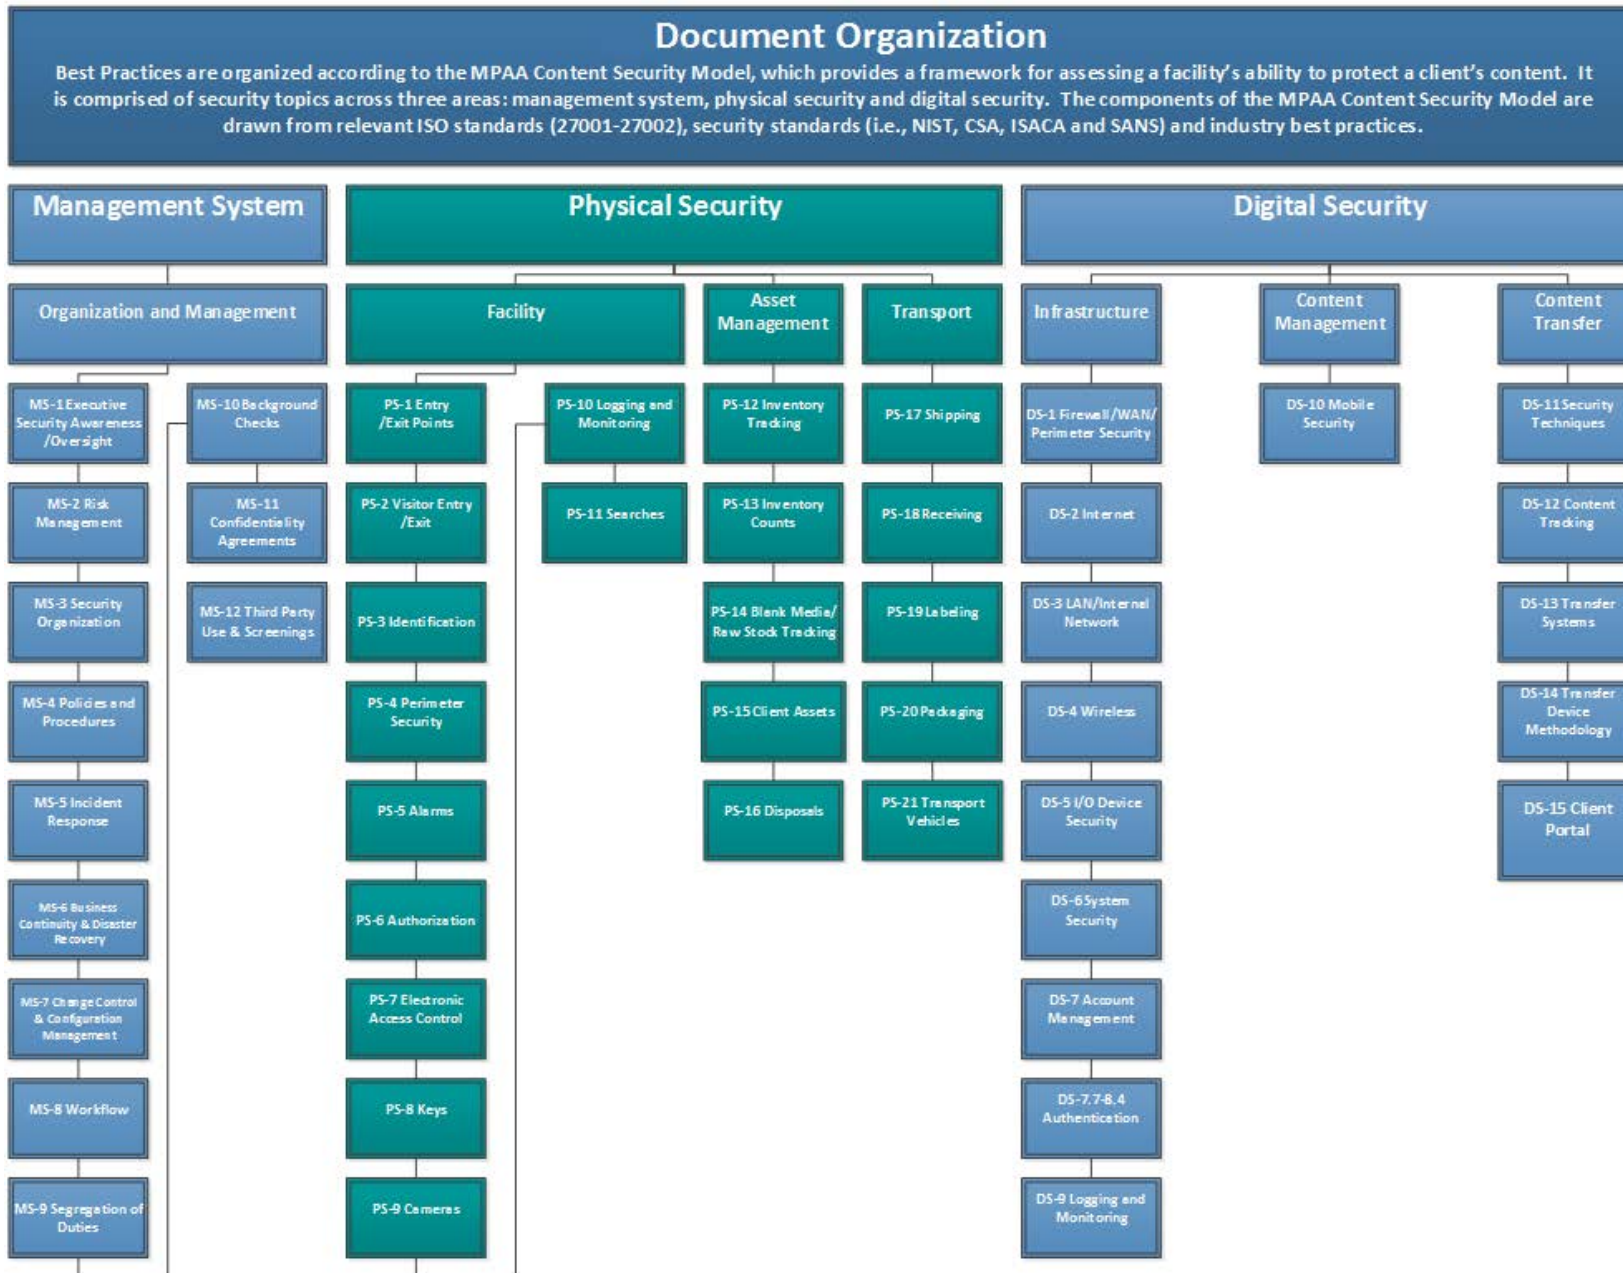 Document Organization
Best Practices are organized according to the MPAA Content Security Model, which provides a framework for assessing a facility's ability to protect a client's content. It
is comprised of security topics across three areas: management system, physical security and digital security. The components of the MPAA Content Security Model are
drawn from relevant ISO standards (27001-27002), security standards (i.e., NIST, CSA, ISACA and SANS) and industry best practices.
Management System
Organization and Management
MS-1 Executive
Security Awareness
/Oversight
MS-2 Risk
Management
MS-3 Security
Organization
MS-4 Policies and
Procedures
MS-5 Incident
Response
MS-6 Business
Continuity & Disaster
Recovery
MS-7 Change Control
& Configuration
Management
MS-8 Workflow
MS-9 Segregation of
Duties
MS-10 Background
Checks
MS-11
Confidentiality
Agreements
MS-12 Third Party
Use & Screenings
Physical Security
Facility
PS-1 Entry
/Exit Points
PS-2 Visitor Entry
/Exit
PS-3 Identification
PS-4 Perimeter
Security
PS-5 Alarms
PS-6 Authorization
PS-7 Electronic
Access Control
PS-8 Keys
PS-9 Cameras
PS-10 Logging and
Monitoring
PS-11 Searches
Asset
Management
PS-12 Inventory
Tracking
PS-13 Inventory
Counts
PS-14 Blank Media/
Raw Stock Tracking
PS-15 Client Assets
PS-16 Disposals
Transport
PS-17 Shipping
PS-18 Receiving
PS-19 Labeling
PS-20 Packaging
PS-21 Transport
Vehicles
Digital Security
Infrastructure
DS-1 Firewall/WAN/
Perimeter Security
DS-2 Internet
DS-3 LAN/Internal
Network
DS-4 Wireless
DS-5 I/O Device
Security
DS-6 System
Security
DS-7 Account
Management
DS-7.7-8.4
Authentication
DS-9 Logging and
Monitoring
Content
Management
DS-10 Mobile
Security
Content
Transfer
DS-11 Security
Techniques
DS-12 Content
Tracking
DS-13 Transfer
Systems
DS-14 Transfer
Device
Methodology
DS-15 Client
Portal